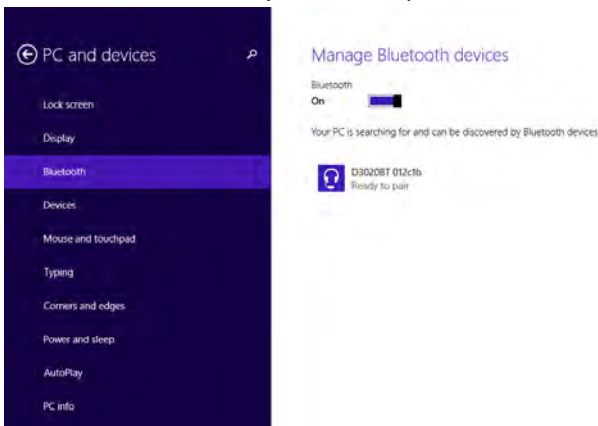 PC and devices
Lock screen
Display
Bluetooth
Devices
Mouse and touchpad
Typing
Corners and edges
Power and sleep
AutoPlay
PC info
Manage Bluetooth devices
Bluetooth
On
Your PC is searching for and can be discovered by Bluetooth devices
D3020BT 012c1b
Ready to pair